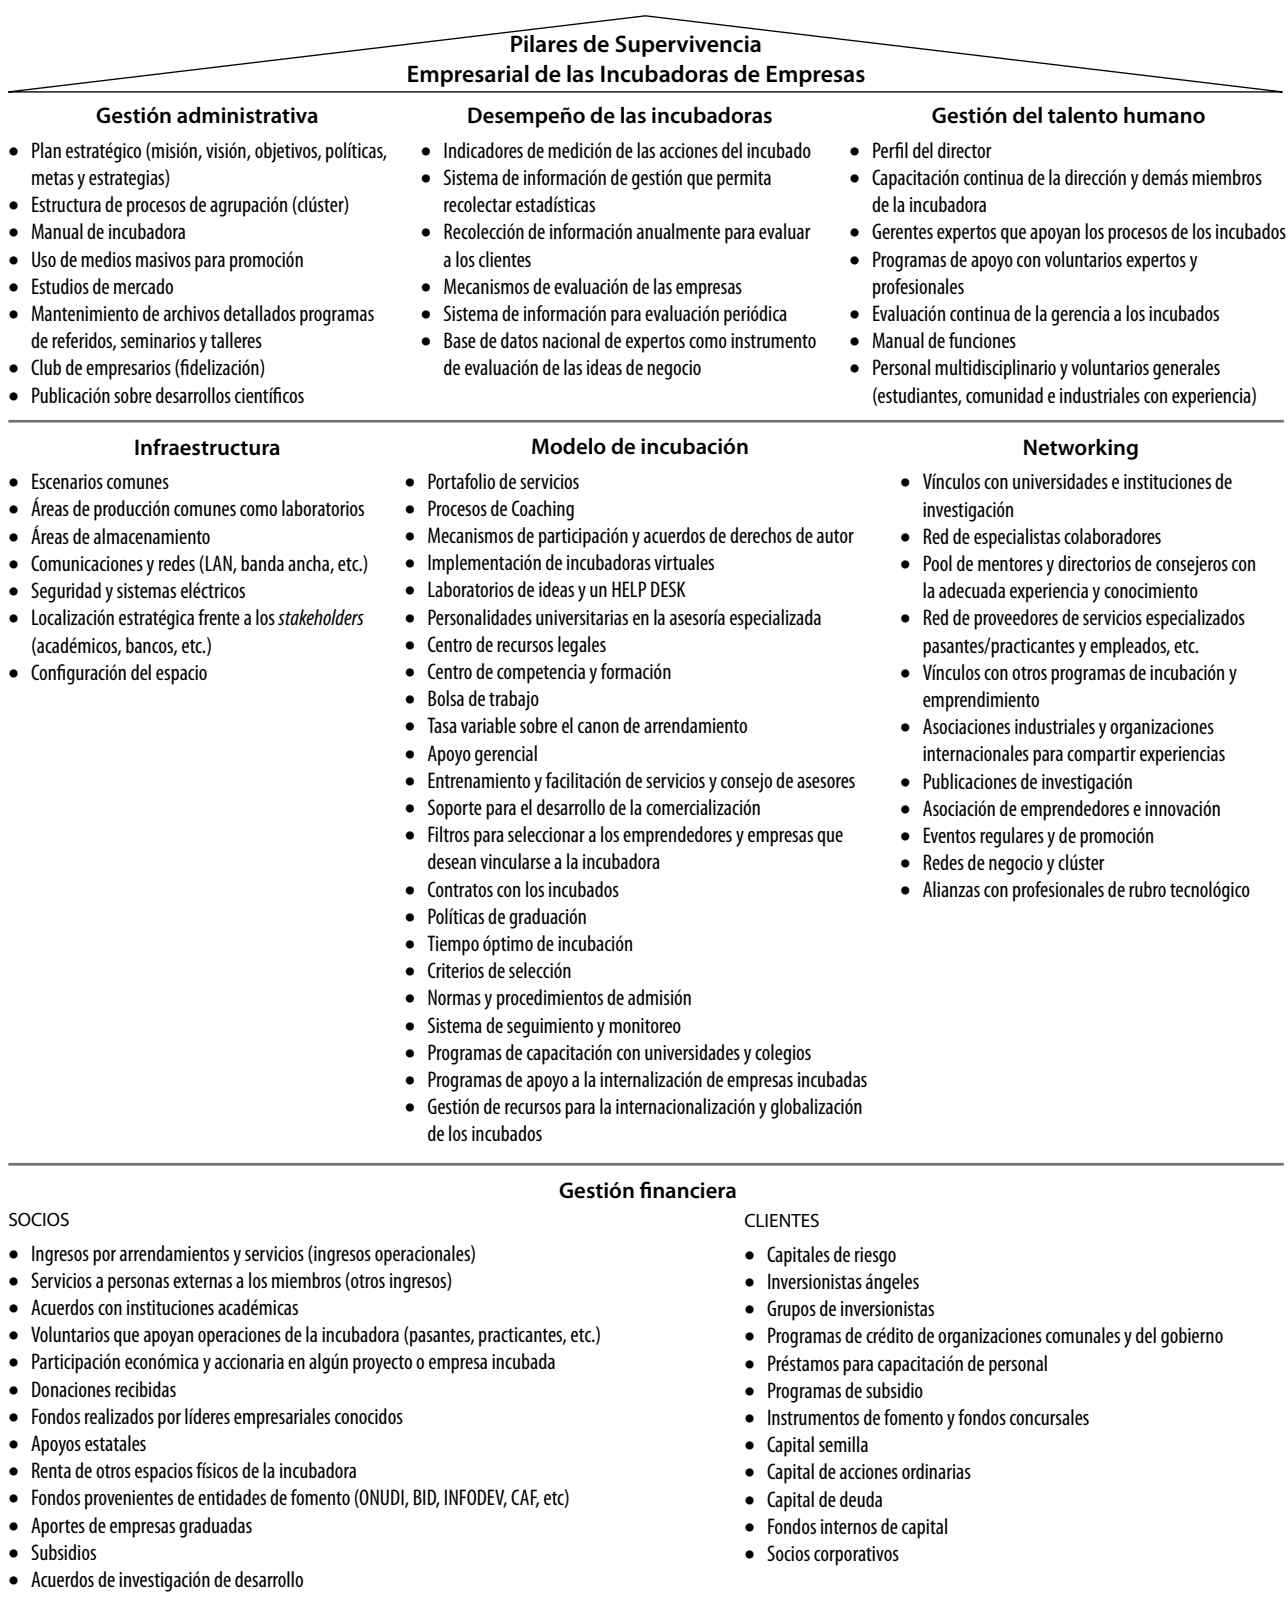 Pilares de Supervivencia
Empresarial de las Incubadoras de Empresas
Gestión administrativa
• Plan estratégico (misión, visión, objetivos, políticas,
metas y estrategias)
• Estructura de procesos de agrupación (clúster)
• Manual de incubadora
• Uso de medios masivos para promoción
• Estudios de mercado
• Mantenimiento de archivos detallados programas
de referidos, seminarios y talleres
• Club de empresarios (fidelización)
• Publicación sobre desarrollos científicos
Desempeño de las incubadoras
• Indicadores de medición de las acciones del incubado
• Sistema de información de gestión que permita
recolectar estadísticas
• Recolección de información anualmente para evaluar
a los clientes
• Mecanismos de evaluación de las empresas
• Sistema de información para evaluación periódica
• Base de datos nacional de expertos como instrumento
de evaluación de las ideas de negocio
Gestión del talento humano
• Perfil del director
• Capacitación continua de la dirección y demás miembros
de la incubadora
• Gerentes expertos que apoyan los procesos de los incubados
• Programas de apoyo con voluntarios expertos y
profesionales
• Evaluación continua de la gerencia a los incubados
• Manual de funciones
• Personal multidisciplinario y voluntarios generales
(estudiantes, comunidad e industriales con experiencia)
Infraestructura
• Escenarios comunes
• Áreas de producción comunes como laboratorios
• Áreas de almacenamiento
• Comunicaciones y redes (LAN, banda ancha, etc.)
• Seguridad y sistemas eléctricos
• Localización estratégica frente a los stakeholders
(académicos, bancos, etc.)
• Configuración del espacio
Modelo de incubación
• Portafolio de servicios
• Procesos de Coaching
• Mecanismos de participación y acuerdos de derechos de autor
• Implementación de incubadoras virtuales
• Laboratorios de ideas y un HELP DESK
• Personalidades universitarias en la asesoría especializada
• Centro de recursos legales
• Centro de competencia y formación
• Bolsa de trabajo
• Tasa variable sobre el canon de arrendamiento
• Apoyo gerencial
• Entrenamiento y facilitación de servicios y consejo de asesores
• Soporte para el desarrollo de la comercialización
• Filtros para seleccionar a los emprendedores y empresas que
desean vincularse a la incubadora
• Contratos con los incubados
• Políticas de graduación
• Tiempo óptimo de incubación
• Criterios de selección
• Normas y procedimientos de admisión
• Sistema de seguimiento y monitoreo
• Programas de capacitación con universidades y colegios
• Programas de apoyo a la internalización de empresas incubadas
• Gestión de recursos para la internacionalización y globalización
de los incubados
Networking
• Vínculos con universidades e instituciones de
investigación
• Red de especialistas colaboradores
• Pool de mentores y directorios de consejeros con
la adecuada experiencia y conocimiento
• Red de proveedores de servicios especializados
pasantes/practicantes y empleados, etc.
• Vínculos con otros programas de incubación y
emprendimiento
• Asociaciones industriales y organizaciones
internacionales para compartir experiencias
• Publicaciones de investigación
• Asociación de emprendedores e innovación
• Eventos regulares y de promoción
• Redes de negocio y clúster
• Alianzas con profesionales de rubro tecnológico
Gestión financiera
SOCIOS
• Ingresos por arrendamientos y servicios (ingresos operacionales)
• Servicios a personas externas a los miembros (otros ingresos)
• Acuerdos con instituciones académicas
• Voluntarios que apoyan operaciones de la incubadora (pasantes, practicantes, etc.)
• Participación económica y accionaria en algún proyecto o empresa incubada
• Donaciones recibidas
• Fondos realizados por líderes empresariales conocidos
• Apoyos estatales
• Renta de otros espacios físicos de la incubadora
• Fondos provenientes de entidades de fomento (ONUDI, BID, INFODEV, CAF, etc)
• Aportes de empresas graduadas
• Subsidios
• Acuerdos de investigación de desarrollo
CLIENTES
• Capitales de riesgo
• Inversionistas ángeles
• Grupos de inversionistas
• Programas de crédito de organizaciones comunales y del gobierno
• Préstamos para capacitación de personal
• Programas de subsidio
• Instrumentos de fomento y fondos concursales
• Capital semilla
• Capital de acciones ordinarias
• Capital de deuda
• Fondos internos de capital
• Socios corporativos